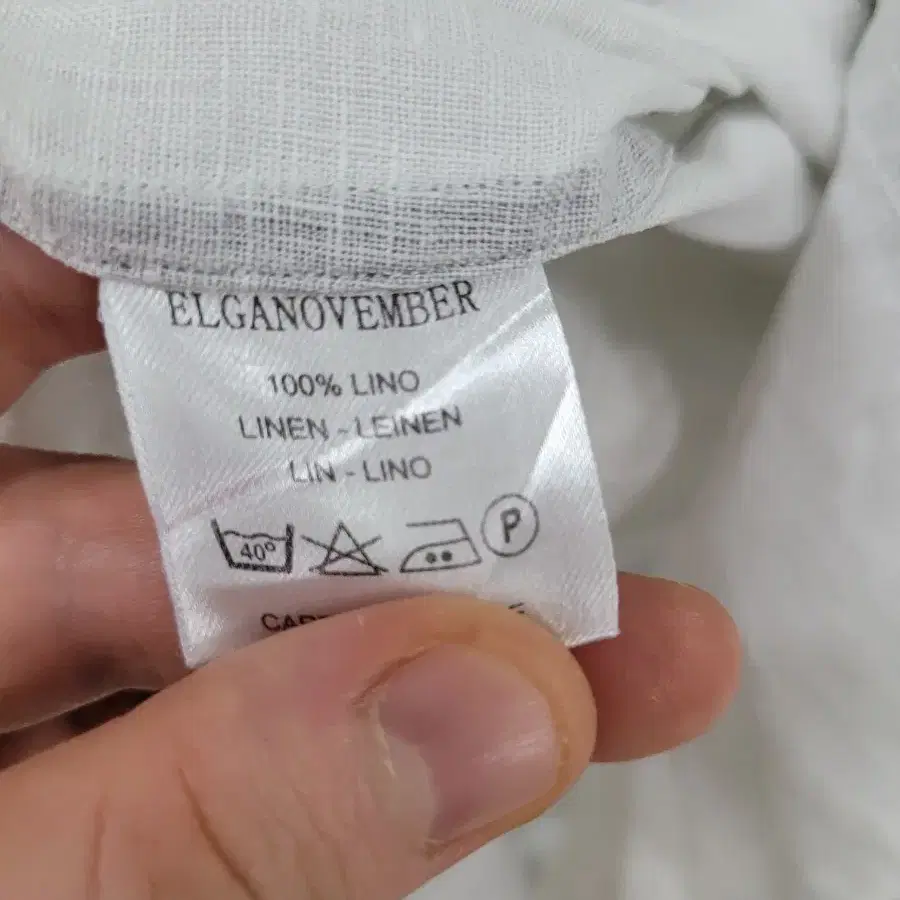 ELGANOVEMBER
100% LINO
LINEN - LEINEN
LIN - LINO
40° P